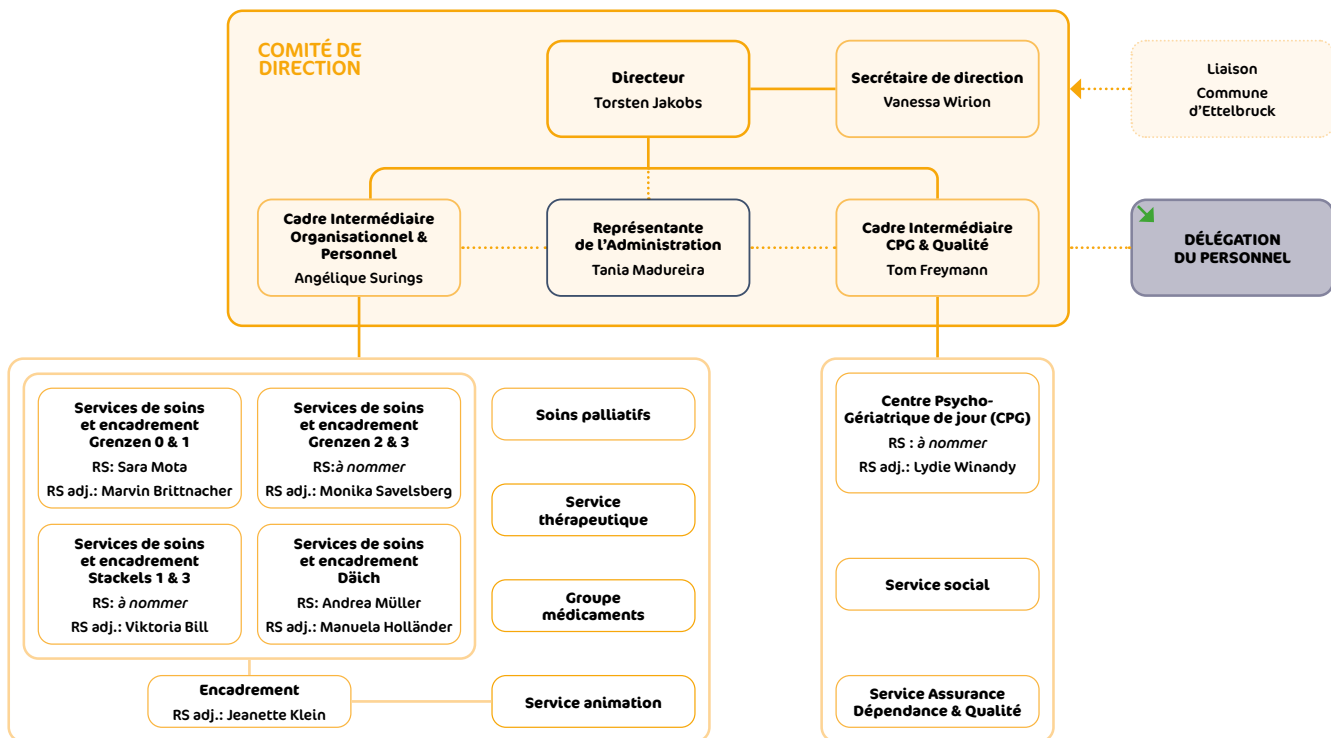 COMITÉ DE
DIRECTION
Directeur
Torsten Jakobs
Secrétaire de direction
Vanessa Wirion
Liaison
Commune
d'Ettelbruck
Cadre Intermédiaire
Organisationnel &
Personnel
Angélique Surings
Représentante
de l'Administration
Tania Madureira
Cadre Intermédiaire
CPG & Qualité
Tom Freymann
DÉLÉGATION
DU PERSONNEL
Services de soins
et encadrement
Grenzen 0 & 1
RS: Sara Mota
RS adj.: Marvin Brittnacher
Services de soins
et encadrement
Grenzen 2 & 3
RS:à nommer
RS adj.: Monika Savelsberg
Services de soins
et encadrement
Stackels 1 & 3
RS: à nommer
RS adj.: Viktoria Bill
Services de soins
et encadrement
Däich
RS: Andrea Müller
RS adj.: Manuela Holländer
Encadrement
RS adj.: Jeanette Klein
Soins palliatifs
Service
thérapeutique
Groupe
médicaments
Service animation
Centre Psycho-
Gériatrique de jour (CPG)
RS : à nommer
RS adj.: Lydie Winandy
Service social
Service Assurance
Dépendance & Qualité